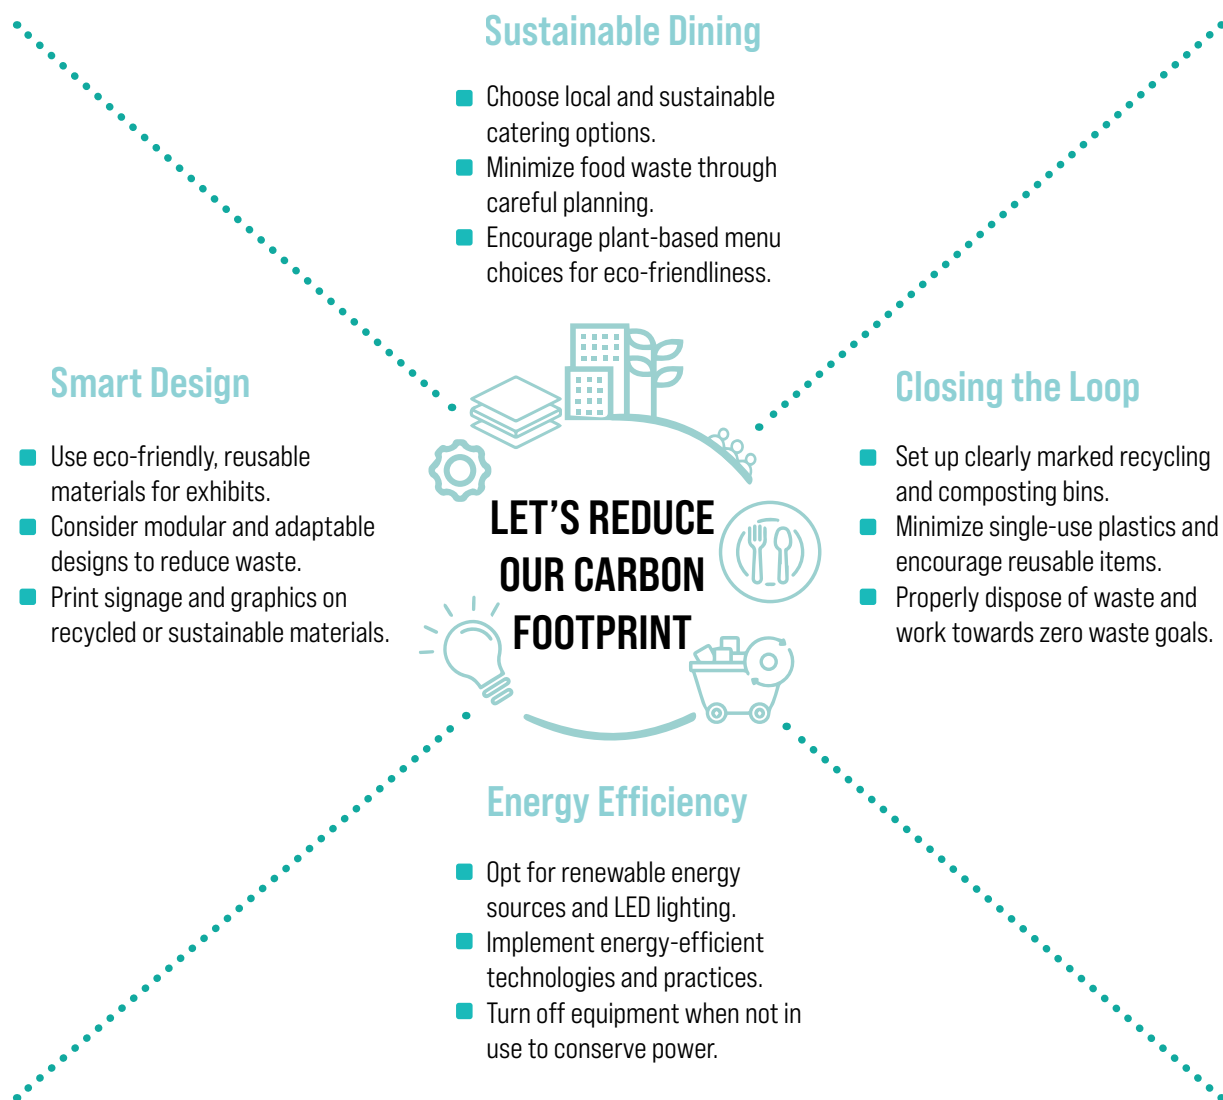 Sustainable Dining
Choose local and sustainable
catering options.
Minimize food waste through
careful planning.
Encourage plant-based menu
choices for eco-friendliness.
Smart Design
Use eco-friendly, reusable
materials for exhibits.
Consider modular and adaptable
designs to reduce waste.
Print signage and graphics on
recycled or sustainable materials.
LET’S REDUCE
OUR CARBON
FOOTPRINT
Closing the Loop
Set up clearly marked recycling
and composting bins.
Minimize single-use plastics and
encourage reusable items.
Properly dispose of waste and
work towards zero waste goals.
Energy Efficiency
Opt for renewable energy
sources and LED lighting.
Implement energy-efficient
technologies and practices.
Turn off equipment when not in
use to conserve power.